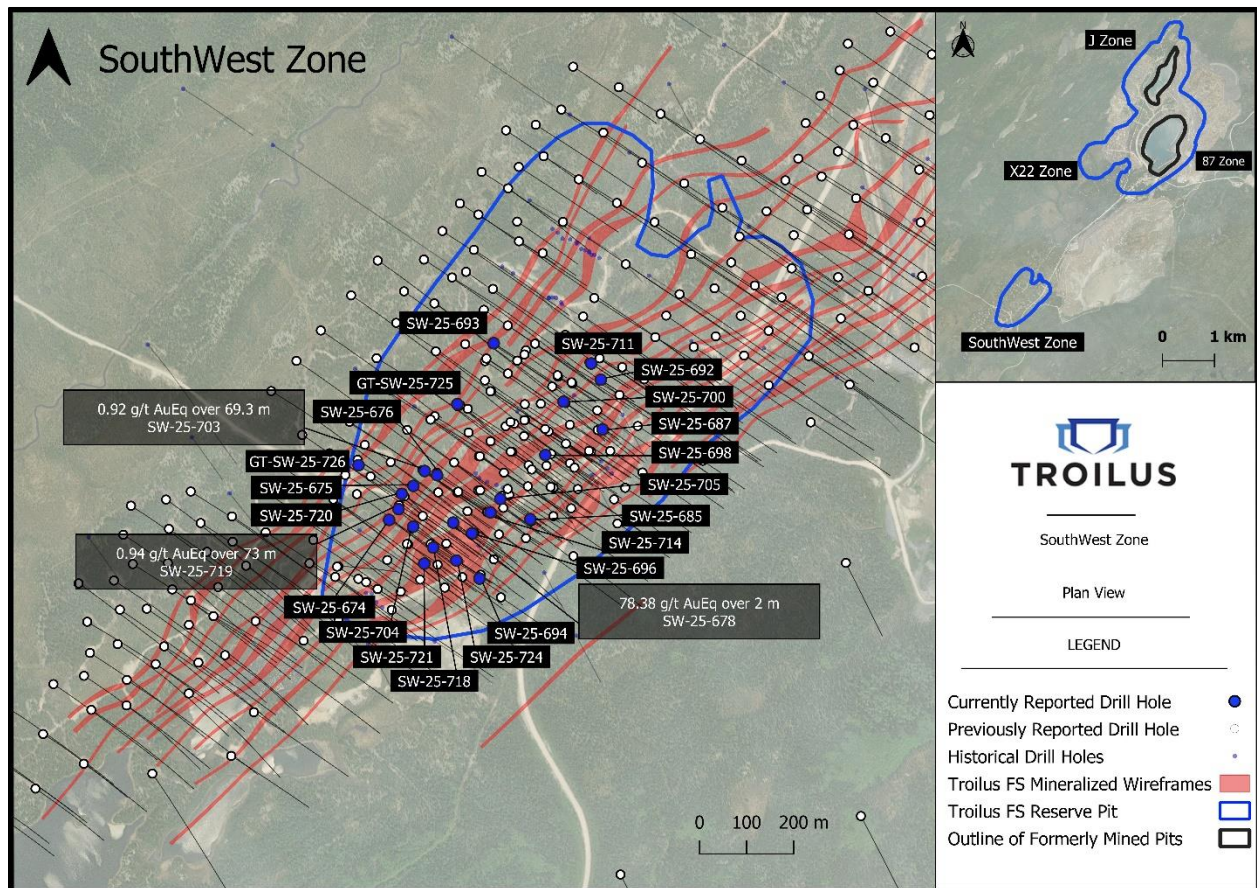 SouthWest Zone
SW-25-693
SW-25-711
SW-25-692
GT-SW-25-725
SW-25-700
0.92 g/t AuEq over 69.3 m
SW-25-703
SW-25-676
SW-25-687
SW-25-698
GT-SW-25-726
SW-25-675
SW-25-705
SW-25-720
SW-25-685
SW-25-714
0.94 g/t AuEq over 73 m
SW-25-719
SW-25-696
78.38 g/t AuEq over 2 m
SW-25-678
SW-25-674
SW-25-704
SW-25-694
SW-25-721
SW-25-724
SW-25-718
0 100 200 m
N
J Zone
87 Zone
X22 Zone
SouthWest Zone
0 1 km
TROILUS
SouthWest Zone
Plan View
LEGEND
Currently Reported Drill Hole
Previously Reported Drill Hole
Historical Drill Holes
Troilus FS Mineralized Wireframes
Troilus FS Reserve Pit
Outline of Formerly Mined Pits